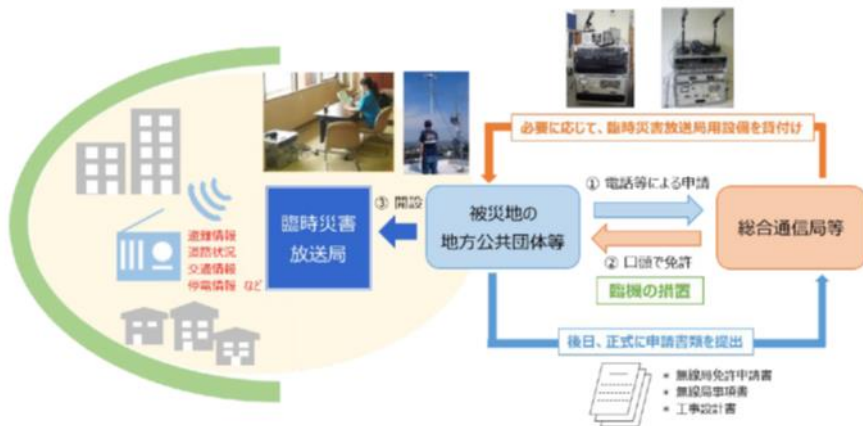 必要に応じて、臨時災害放送局用設備を貸付け
① 電話等による申請
③ 開設
臨時災害
放送局
被災地の
地方公共団体等
総合通信局等
② 口頭で免許
臨機の措置
避難情報
道路状況
交通情報
停電情報 など
後日、正式に申請書類を提出
* 無線局免許申請書
* 無線局事項書
* 工事設計書